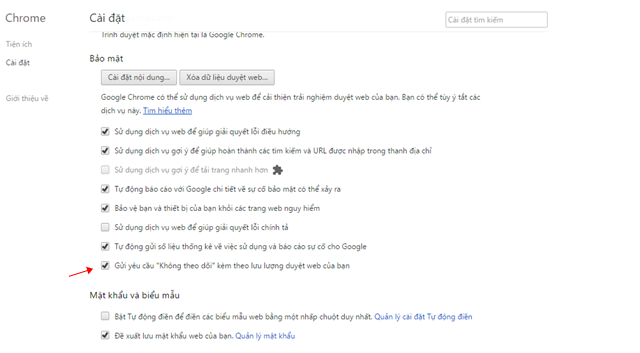 Chrome
Cài đặt
Cài đặt tìm kiếm
Trình duyệt mặc định hiện tại là Google Chrome.
Tiện ích
Cài đặt
Giới thiệu về
Bảo mật
Cài đặt nội dung... Xóa dữ liệu duyệt web...
Google Chrome có thể sử dụng dịch vụ web để cải thiện trải nghiệm duyệt web của bạn. Bạn có thể tùy ý tắt các
dịch vụ này. Tìm hiểu thêm
Sử dụng dịch vụ web để giúp giải quyết lỗi điều hướng
Sử dụng dịch vụ gợi ý để giúp hoàn thành các tìm kiếm và URL được nhập trong thanh địa chỉ
Sử dụng dịch vụ gợi ý để tải trang nhanh hơn
Tự động báo cáo với Google chi tiết về sự cố bảo mật có thể xảy ra
Bảo vệ bạn và thiết bị của bạn khỏi các trang web nguy hiểm
Sử dụng dịch vụ web để giúp giải quyết lỗi chính tả
Tự động gửi số liệu thống kê về việc sử dụng và báo cáo sự cố cho Google
Gửi yêu cầu "Không theo dõi" kèm theo lưu lượng duyệt web của bạn
Mật khẩu và biểu mẫu
Bật Tự động điền để điền các biểu mẫu web bằng một nhấp chuột duy nhất. Quản lý cài đặt Tự động điền
Đề xuất lưu mật khẩu web của bạn. Quản lý mật khẩu